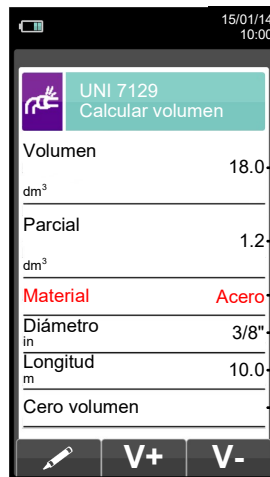 15/01/14
10:00
UNI 7129
Calcular volumen
Volumen
18.0
dm³
Parcial
1.2
dm³
Material Acero
Diámetro
in
3/8"
Longitud
m
10.0
Cero volumen
V+ V-